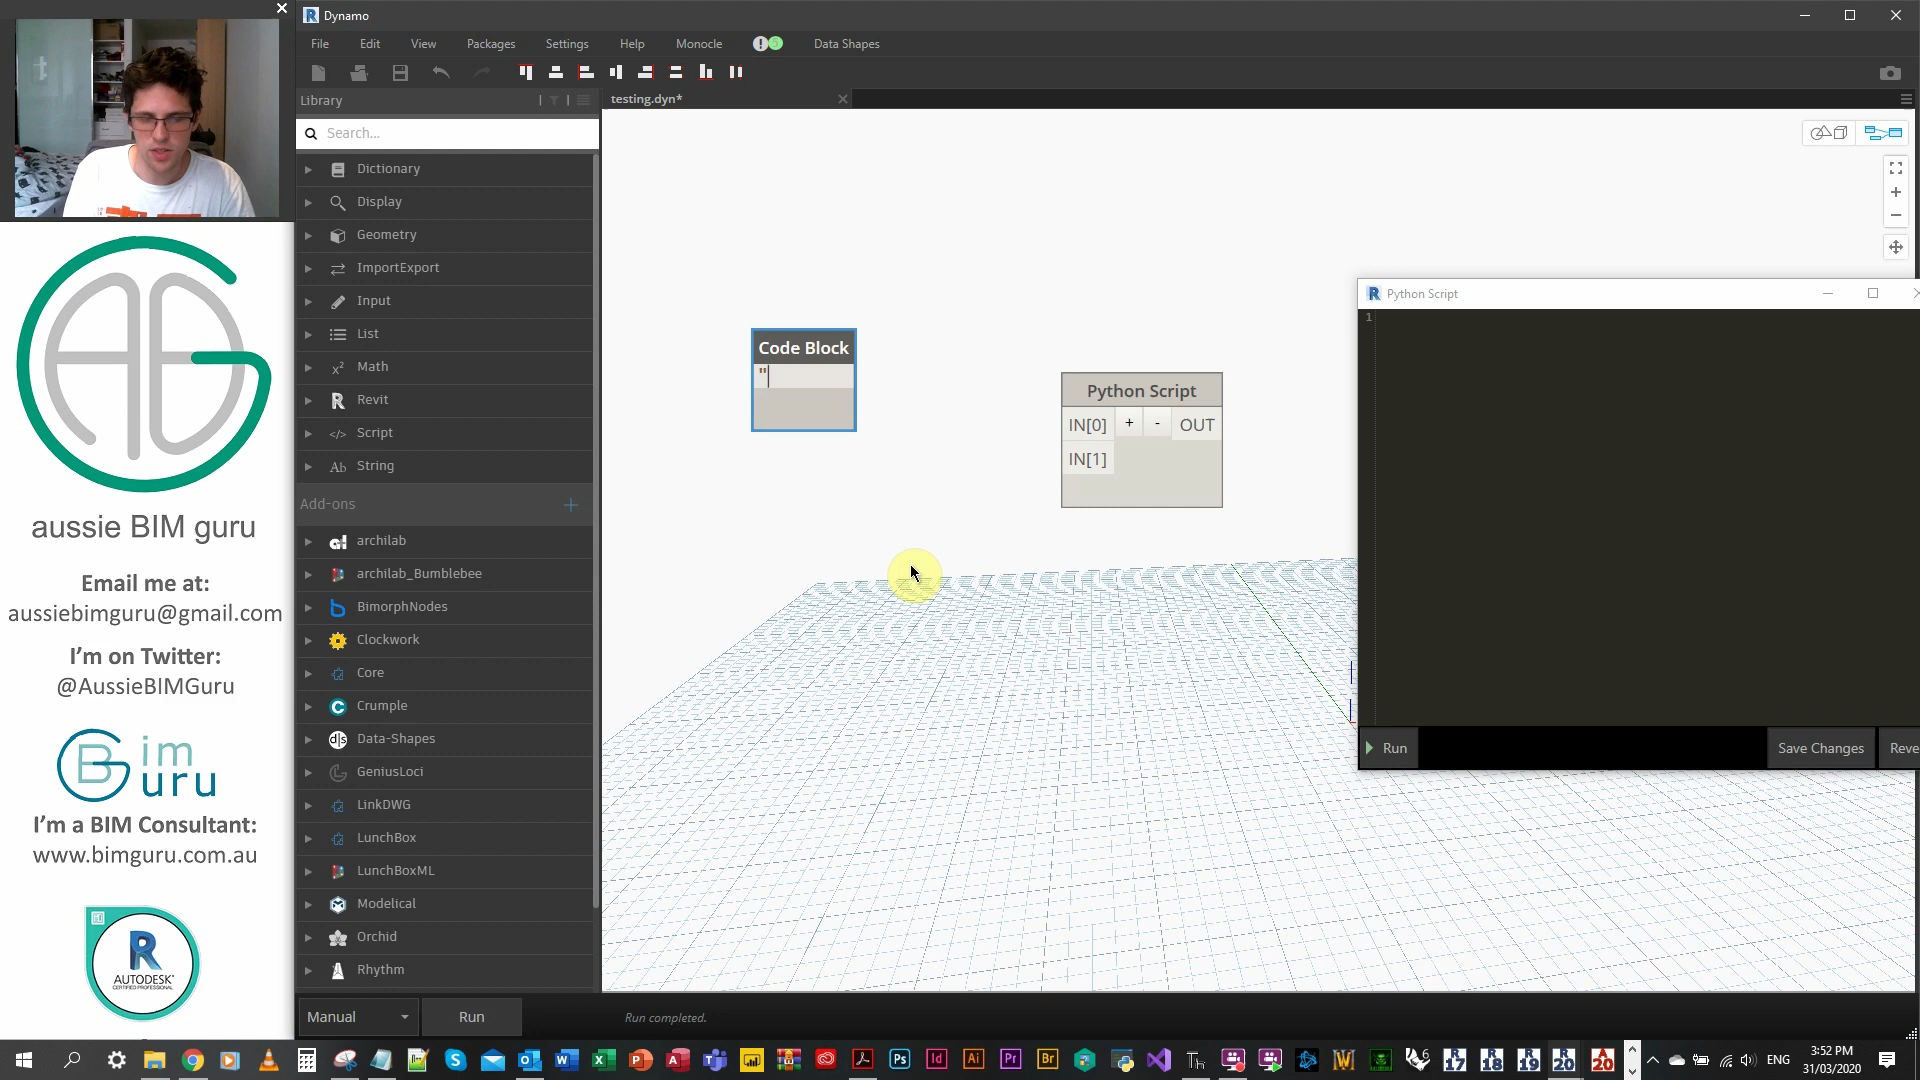 Dynamo
File Edit View Packages Settings Help Monocle Data Shapes
Library
testing.dyn*
Search...
Dictionary
Display
Geometry
ImportExport
Input
List
Math
Revit
Script
String
Add-ons
archilab
archilab_Bumblebee
BimorphNodes
Clockwork
Core
Crumple
Data-Shapes
GeniusLoci
LinkDWG
LunchBox
LunchBoxML
Modelical
Orchid
Rhythm
Manual
Run
Run completed.
Code Block
"
Python Script
IN[0] + - OUT
IN[1]
Python Script
1
Run
Save Changes
Reve
aussie BIM guru
Email me at:
aussiebimguru@gmail.com
I'm on Twitter:
@AussieBIMGuru
BIM
Guru
I'm a BIM Consultant:
www.bimguru.com.au
R
AUTODESK
CERTIFIED PROFESSIONAL
ENG
3:52 PM
31/03/2020